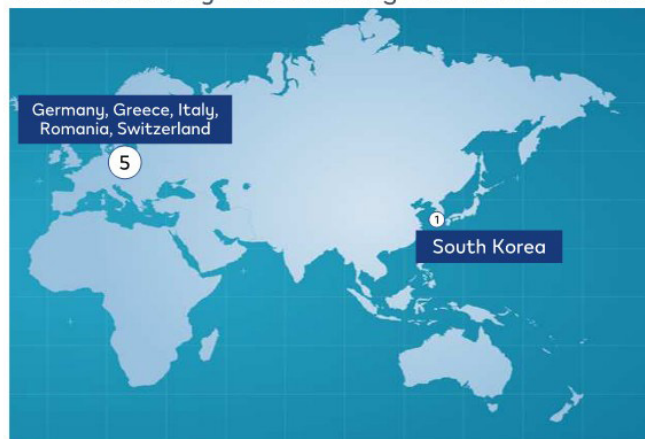 Germany, Greece, Italy,
Romania, Switzerland
5
1
South Korea